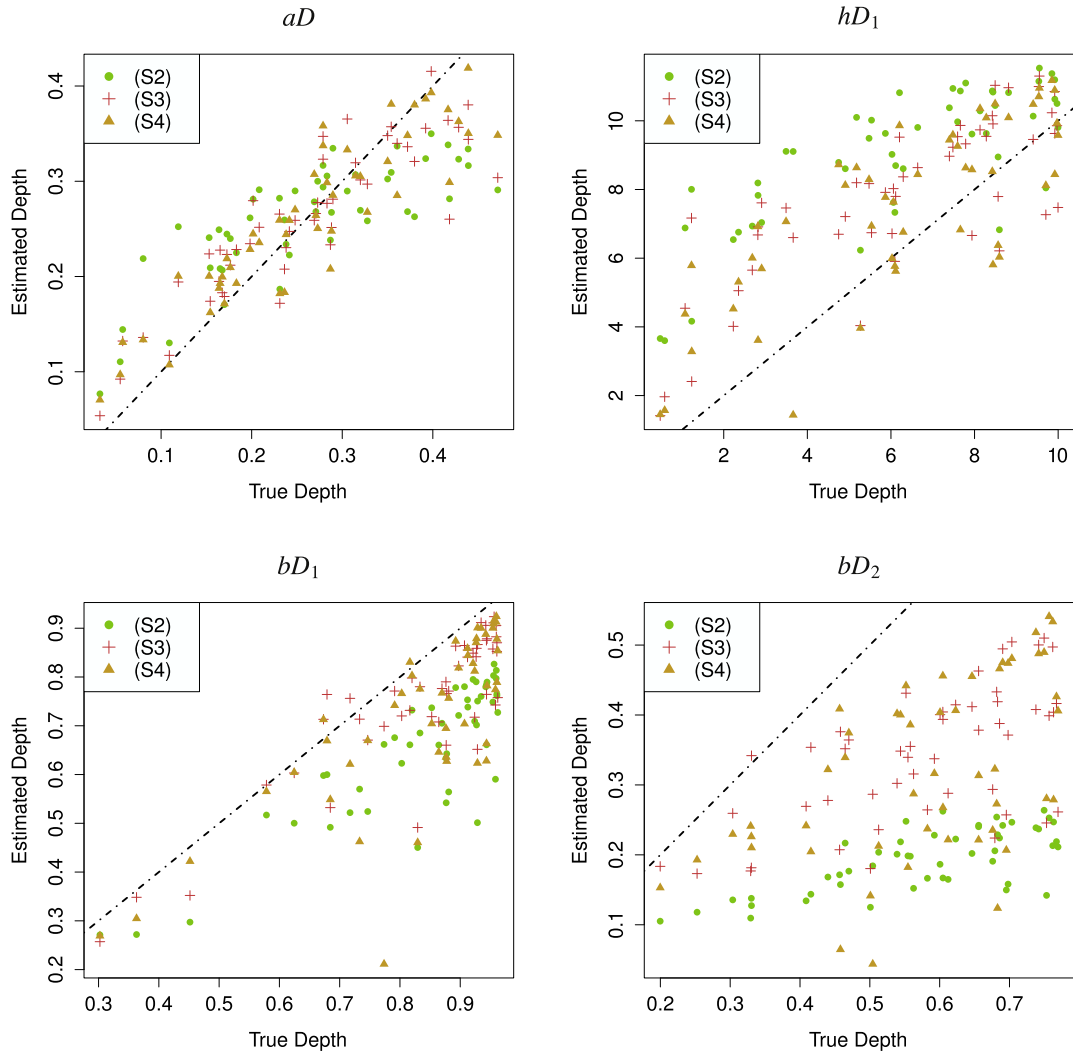 aD
(S2)
(S3)
(S4)
Estimated Depth
0.1 0.2 0.3 0.4
0.1 0.2 0.3 0.4
True Depth
hD1
(S2)
(S3)
(S4)
Estimated Depth
2 4 6 8 10
2 4 6 8 10
True Depth
bD1
(S2)
(S3)
(S4)
Estimated Depth
0.2 0.3 0.4 0.5 0.6 0.7 0.8 0.9
0.3 0.4 0.5 0.6 0.7 0.8 0.9
True Depth
bD2
(S2)
(S3)
(S4)
Estimated Depth
0.1 0.2 0.3 0.4 0.5
0.2 0.3 0.4 0.5 0.6 0.7
True Depth